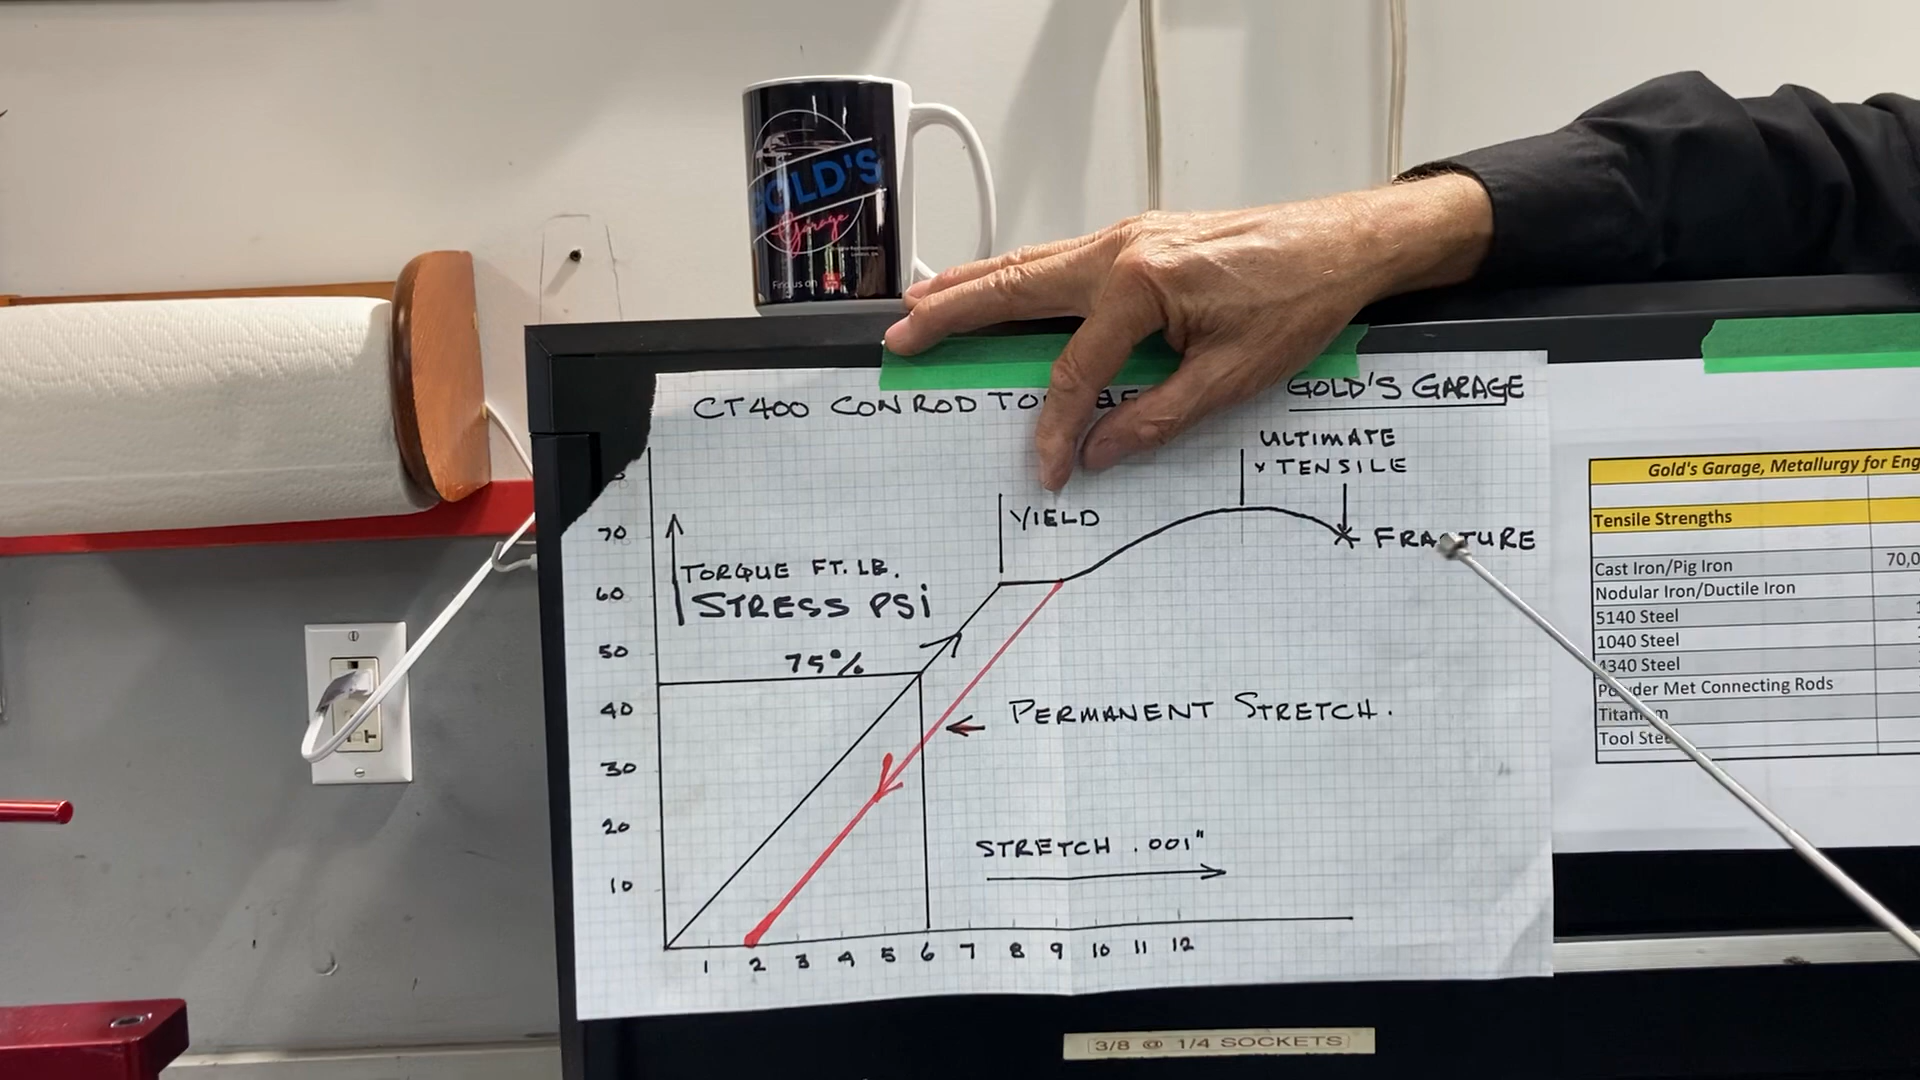 GOLD'S
Garage
Find us on
CT400 CONROD
GOLD'S GARAGE
ULTIMATE
TENSILE
YIELD
FRACTURE
70
TORQUE FT. LB.
60
STRESS PSi
50
75%
40
PERMANENT STRETCH.
30
20
STRETCH .001"
10
1 2 3 4 5 6 7 8 9 10 11 12
Gold's Garage, Metallurgy for Eng
Tensile Strengths
Cast Iron/Pig Iron 70,0
Nodular Iron/Ductile Iron
5140 Steel
1040 Steel
4340 Steel
Powder Met Connecting Rods
Titanium
Tool Stee
3/8 @ 1/4 SOCKETS